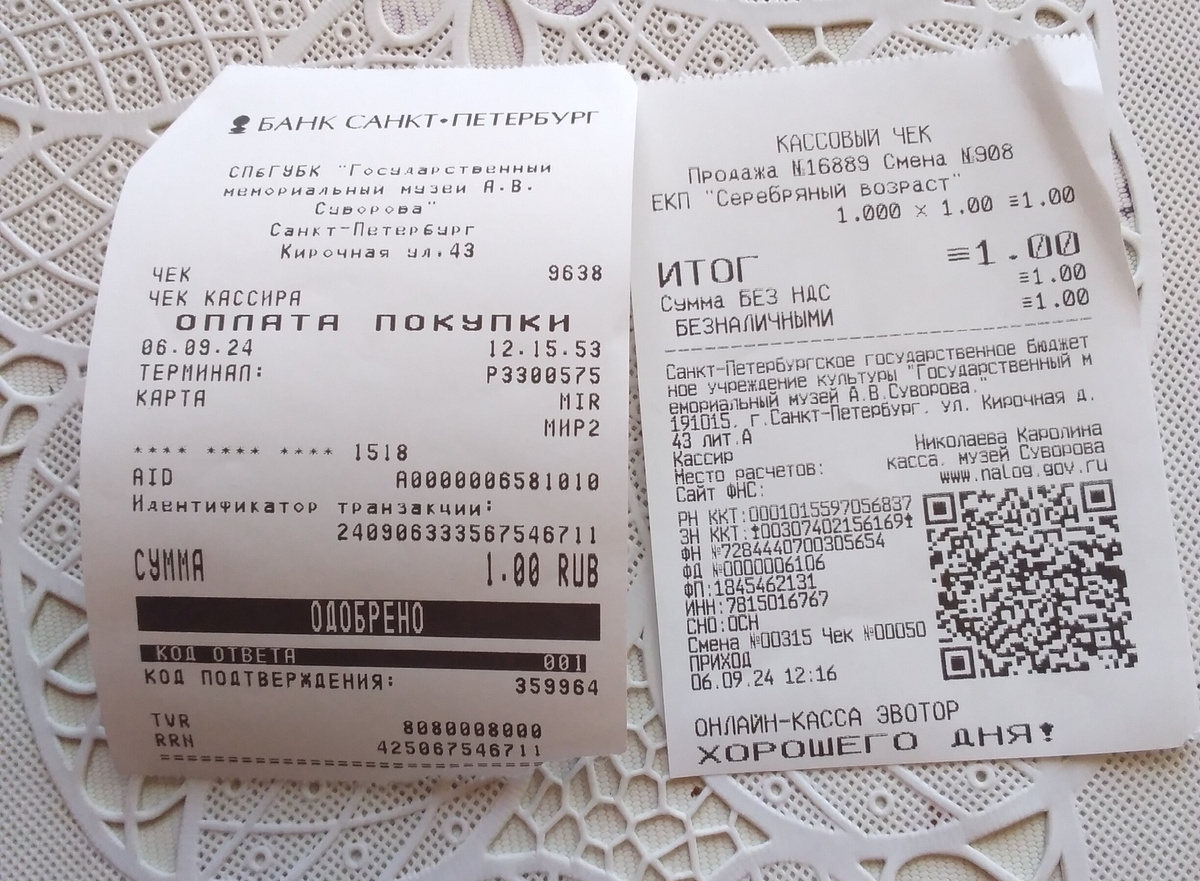 БАНК САНКТ•ПЕТЕРБУРГ
СПбГУБК "Государственный
мемориальный музей А.В.
Суворова"
Санкт-Петербург
Кирочная ул.43
ЧЕК 9638
ЧЕК КАССИРА
ОПЛАТА ПОКУПКИ
06.09.24 12.15.53
ТЕРМИНАЛ: P3300575
КАРТА MIR
МИР2
**** **** **** 1518
AID A0000006581010
Идентификатор транзакции:
240906333567546711
СУММА 1.00 RUB
ОДОБРЕНО
КОД ОТВЕТА 001
КОД ПОДТВЕРЖДЕНИЯ: 359964
TVR 8080008000
RRN 425067546711
КАССОВЫЙ ЧЕК
Продажа №16889 Смена №908
ЕКП "Серебряный возраст"
1.000 × 1.00 ≡1.00
ИТОГ ≡1.00
Сумма БЕЗ НДС ≡1.00
БЕЗНАЛИЧНЫМИ ≡1.00
Санкт-Петербургское государственное бюджет
ное учреждение культуры "Государственный м
емориальный музей А.В.Суворова."
191015. г.Санкт-Петербург. ул. Кирочная д.
43 лит.А
Кассир Николаева Каролина
Место расчетов: касса. музей Суворова
Сайт ФНС: www.nalog.gov.ru
РН ККТ:0001015597056837
ЗН ККТ:↟00307402156169↟
ФН №7284440700305654
ФД №0000006106
ФП:1845462131
ИНН:7815016767
СНО:ОСН
Смена №00315 Чек №00050
ПРИХОД
06.09.24 12:16
ОНЛАЙН-КАССА ЭВОТОР
ХОРОШЕГО ДНЯ!